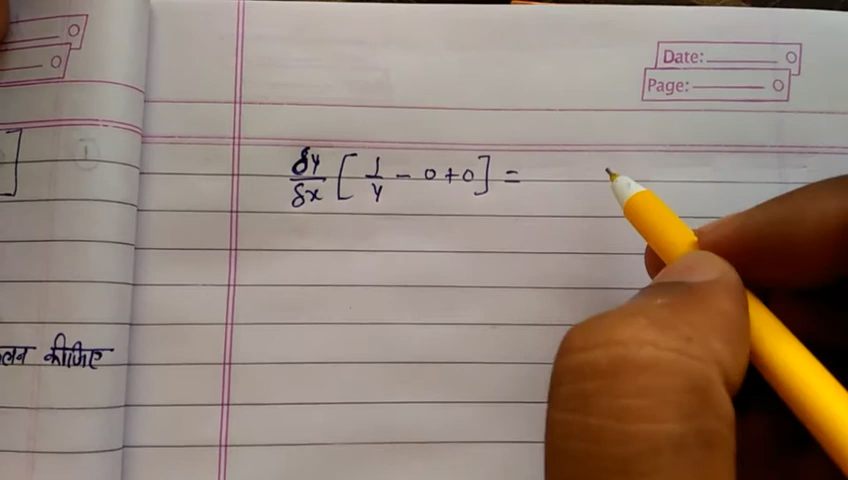 Date:
Page:
δy/δx [ 1/y - 0 + 0 ] =
कीजिए